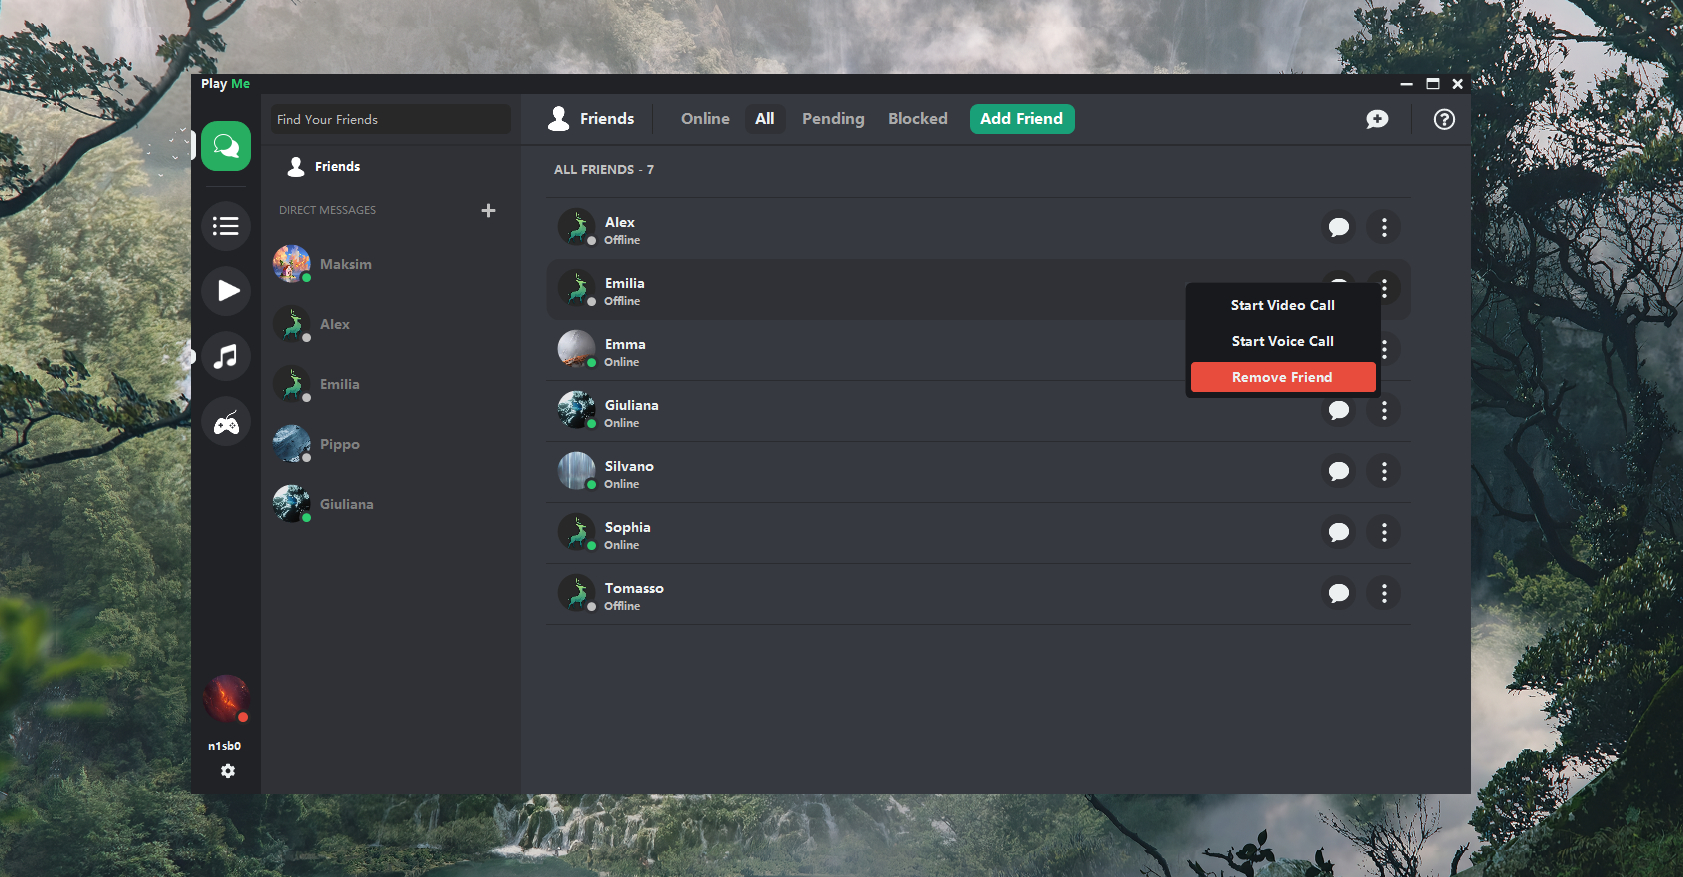 Play Me
Find Your Friends
Friends
DIRECT MESSAGES
Maksim
Alex
Emilia
Pippo
Giuliana
n1sb0
Friends
Online
All
Pending
Blocked
Add Friend
ALL FRIENDS - 7
Alex
Offline
Emilia
Offline
Emma
Online
Giuliana
Online
Silvano
Online
Sophia
Online
Tomasso
Offline
Start Video Call
Start Voice Call
Remove Friend